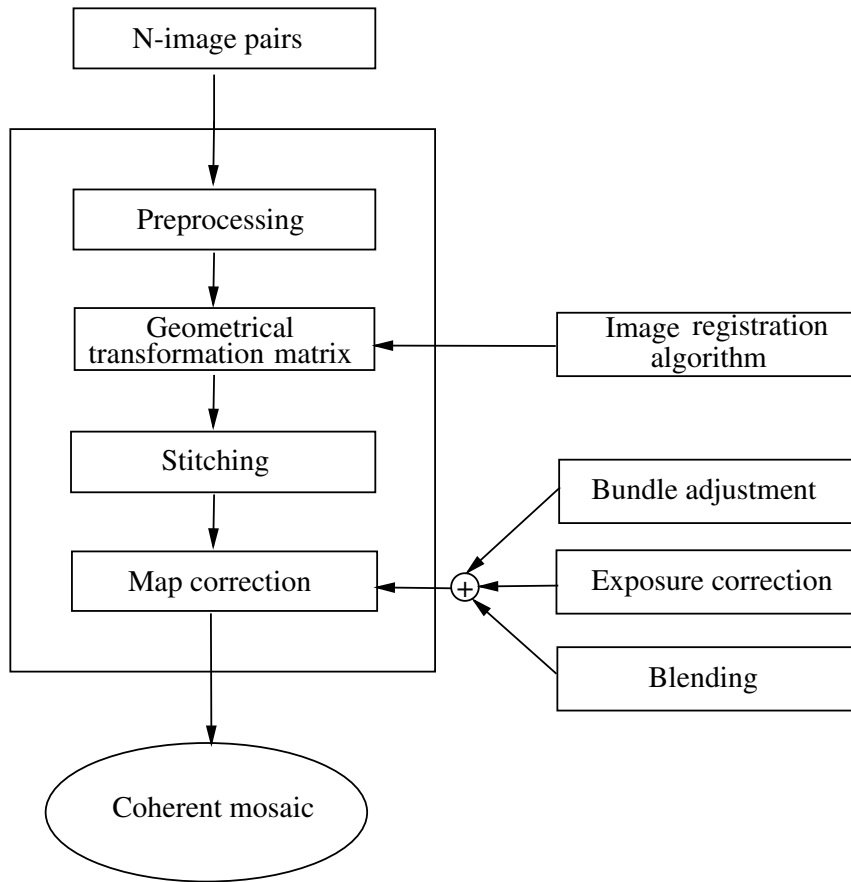 N-image pairs
Preprocessing
Geometrical
transformation matrix
Image registration
algorithm
Stitching
Bundle adjustment
Map correction
+
Exposure correction
Blending
Coherent mosaic